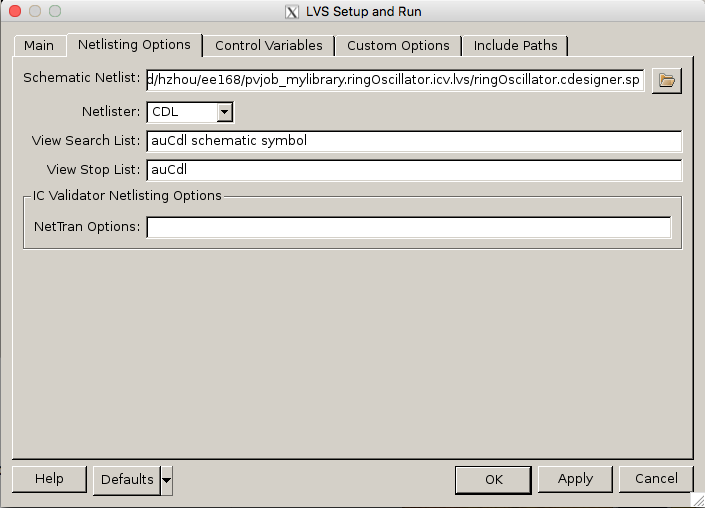 LVS Setup and Run
Main Netlisting Options Control Variables Custom Options Include Paths
Schematic Netlist: d/hzhou/ee168/pvjob_mylibrary.ringOscillator.icv.lvs/ringOscillator.cdesigner.sp
Netlister: CDL
View Search List: auCdl schematic symbol
View Stop List: auCdl
IC Validator Netlisting Options
NetTran Options:
Help Defaults OK Apply Cancel